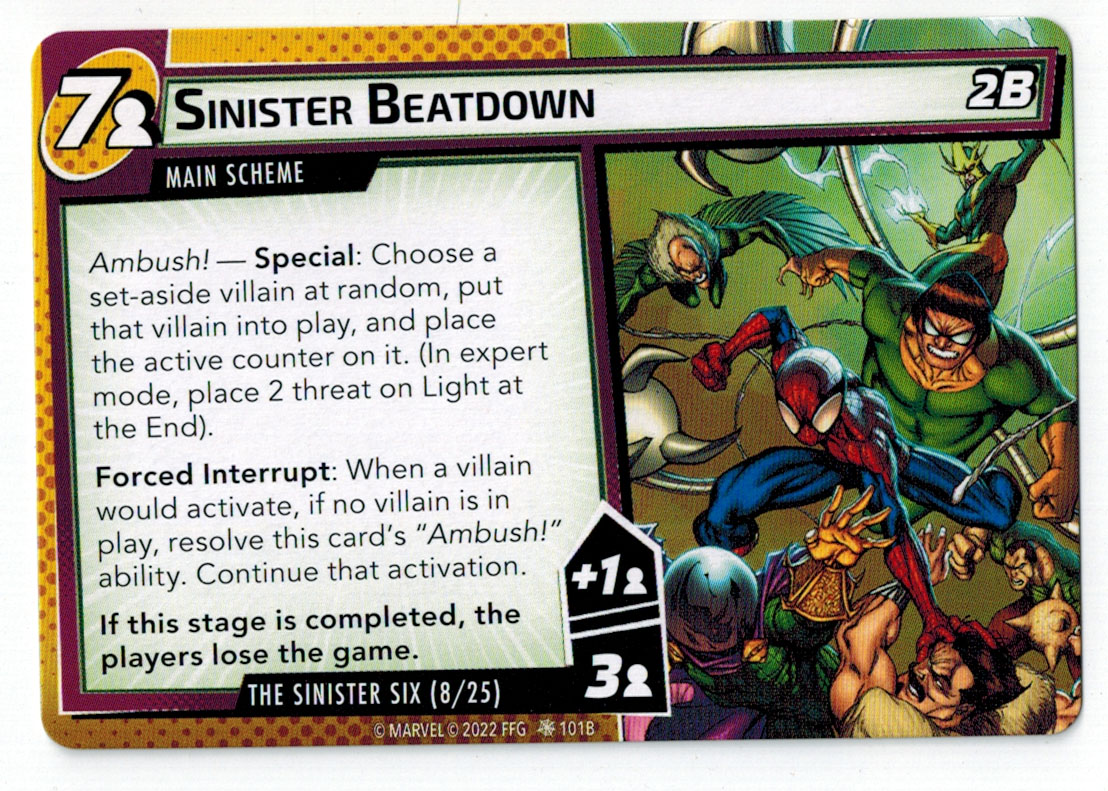 7
SINISTER BEATDOWN
2B
MAIN SCHEME
Ambush! — Special: Choose a
set-aside villain at random, put
that villain into play, and place
the active counter on it. (In expert
mode, place 2 threat on Light at
the End).
Forced Interrupt: When a villain
would activate, if no villain is in
play, resolve this card's “Ambush!”
ability. Continue that activation.
If this stage is completed, the
players lose the game.
+1
3
THE SINISTER SIX (8/25)
© MARVEL © 2022 FFG 101B